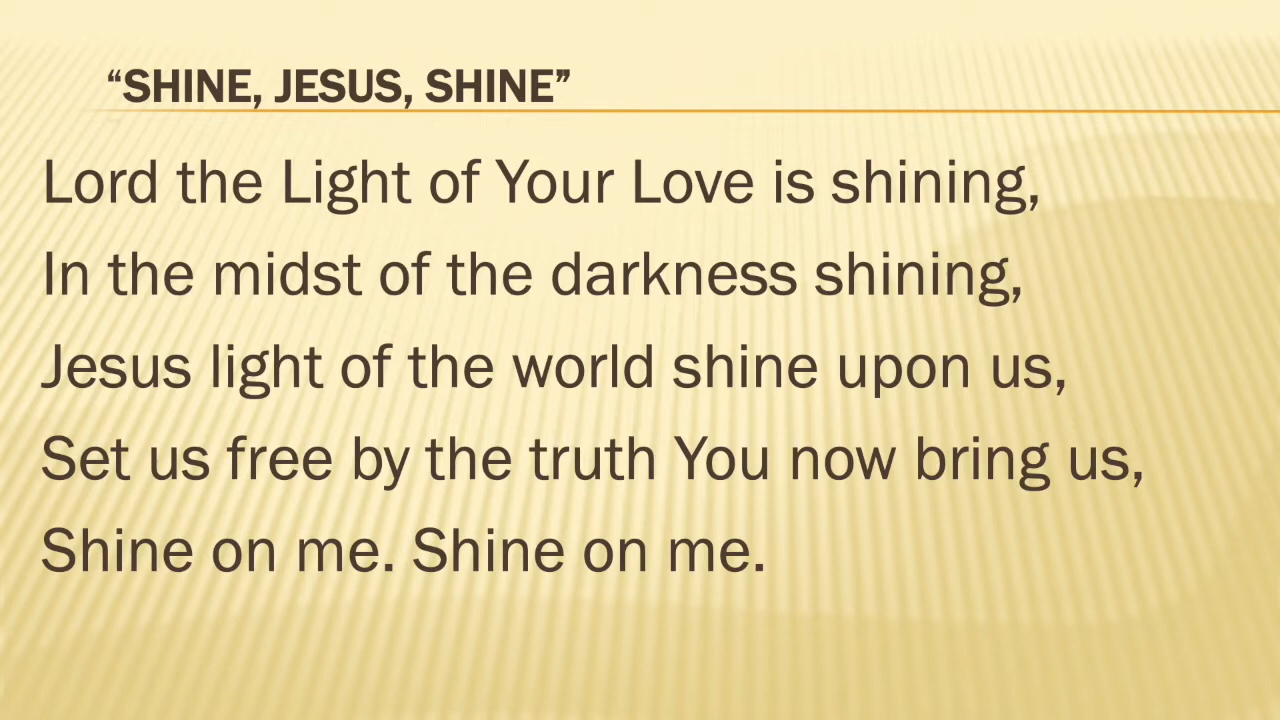 “SHINE, JESUS, SHINE”
Lord the Light of Your Love is shining,
In the midst of the darkness shining,
Jesus light of the world shine upon us,
Set us free by the truth You now bring us,
Shine on me. Shine on me.